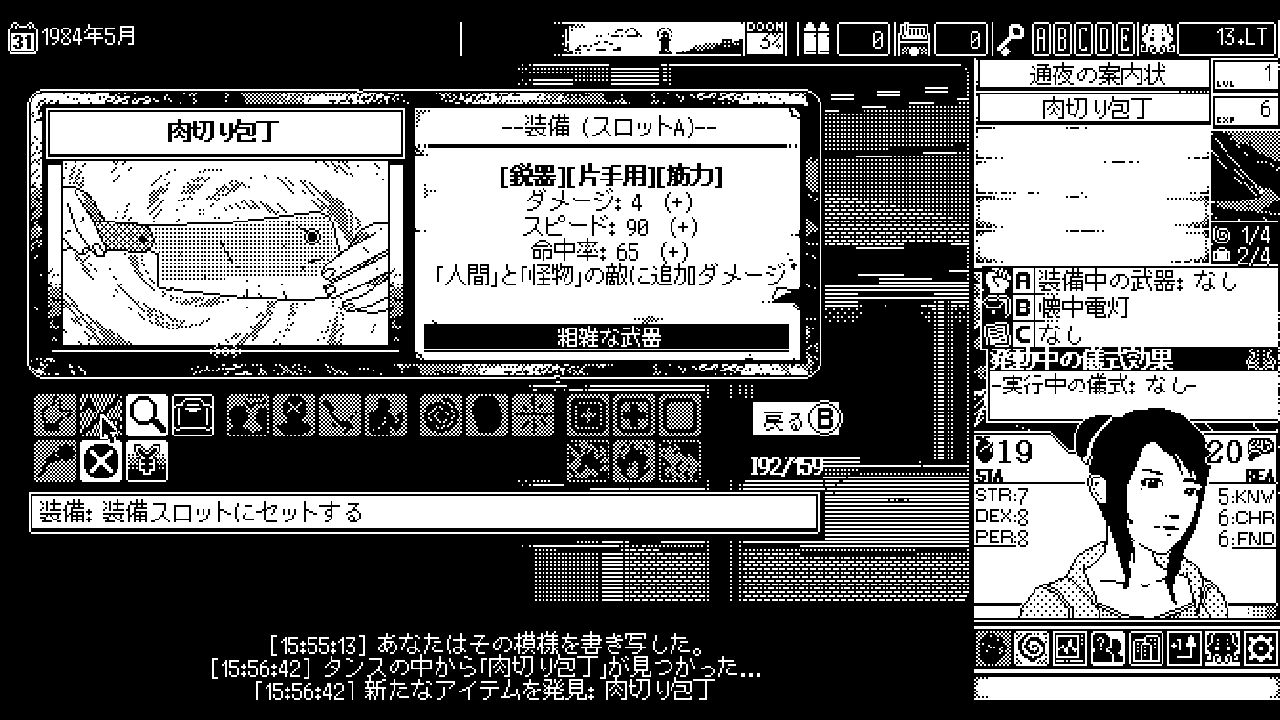 31 1984年5月
DOOM 3% 0 0 A B C D E 13.LT
通夜の案内状 LVL 1
肉切り包丁 EXP 6
肉切り包丁
--装備 (スロットA)--
[鋭器][片手用][筋力]
ダメージ: 4 (+)
スピード: 90 (+)
命中率: 65 (+)
「人間」と「怪物」の敵に追加ダメージ
粗雑な武器
1/4
2/4
A 装備中の武器: なし
B 懐中電灯
C なし
発動中の儀式効果
-実行中の儀式: なし-
戻る B
192/159
装備: 装備スロットにセットする
19 20
STA REA
STR:7 5:KNW
DEX:8 6:CHR
PER:8 6:FND
[15:55:13] あなたはその模様を書き写した。
[15:56:42] タンスの中から「肉切り包丁」が見つかった…
[15:56:42] 新たなアイテムを発見: 肉切り包丁